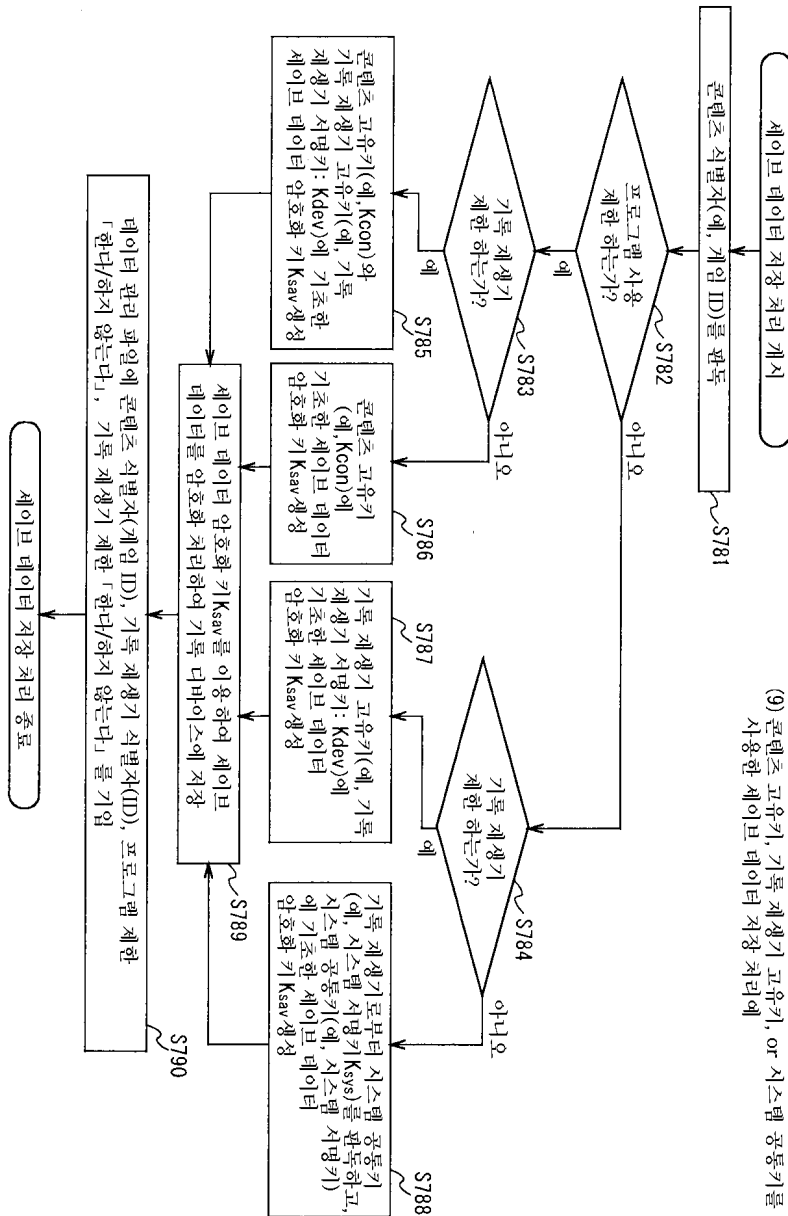 (9) 콘텐츠 고유키, 기록 재생기 고유키, or 시스템 공통키를
사용한 세이브 데이터 저장 처리예
세이브 데이터 저장 처리 개시
콘텐츠 식별자(예, 게임 ID)를 판독
S781
프로그램 사용
제한 하는가?
S782
예
아니오
기록 재생기
제한 하는가?
S783
예
아니오
기록 재생기
제한 하는가?
S784
예
아니오
콘텐츠 고유키(예,Kcon)와
기록 재생기 고유키(예, 기록
재생기 서명키: Kdev)에 기초한
세이브 데이터 암호화 키 Ksav생성
S785
콘텐츠 고유키
(예,Kcon)에
기초한 세이브 데이터
암호화 키 Ksav생성
S786
기록 재생기 고유키(예, 기록
재생기 서명키: Kdev)에
기초한 세이브 데이터
암호화 키 Ksav생성
S787
기록 재생기로부터 시스템 공통키
(예, 시스템 서명키Ksys)를 판독하고,
시스템 공통키(예, 시스템 서명키)
에 기초한 세이브 데이터
암호화 키 Ksav생성
S788
세이브 데이터 암호화 키Ksav를 이용하여 세이브
데이터를 암호화 처리하여 기록 디바이스에 저장
S789
데이터 관리 파일에 콘텐츠 식별자(게임 ID), 기록 재생기 식별자(ID), 프로그램 제한
「한다/하지 않는다」, 기록 재생기 제한「한다/하지 않는다」를 기입
S790
세이브 데이터 저장 처리 종료